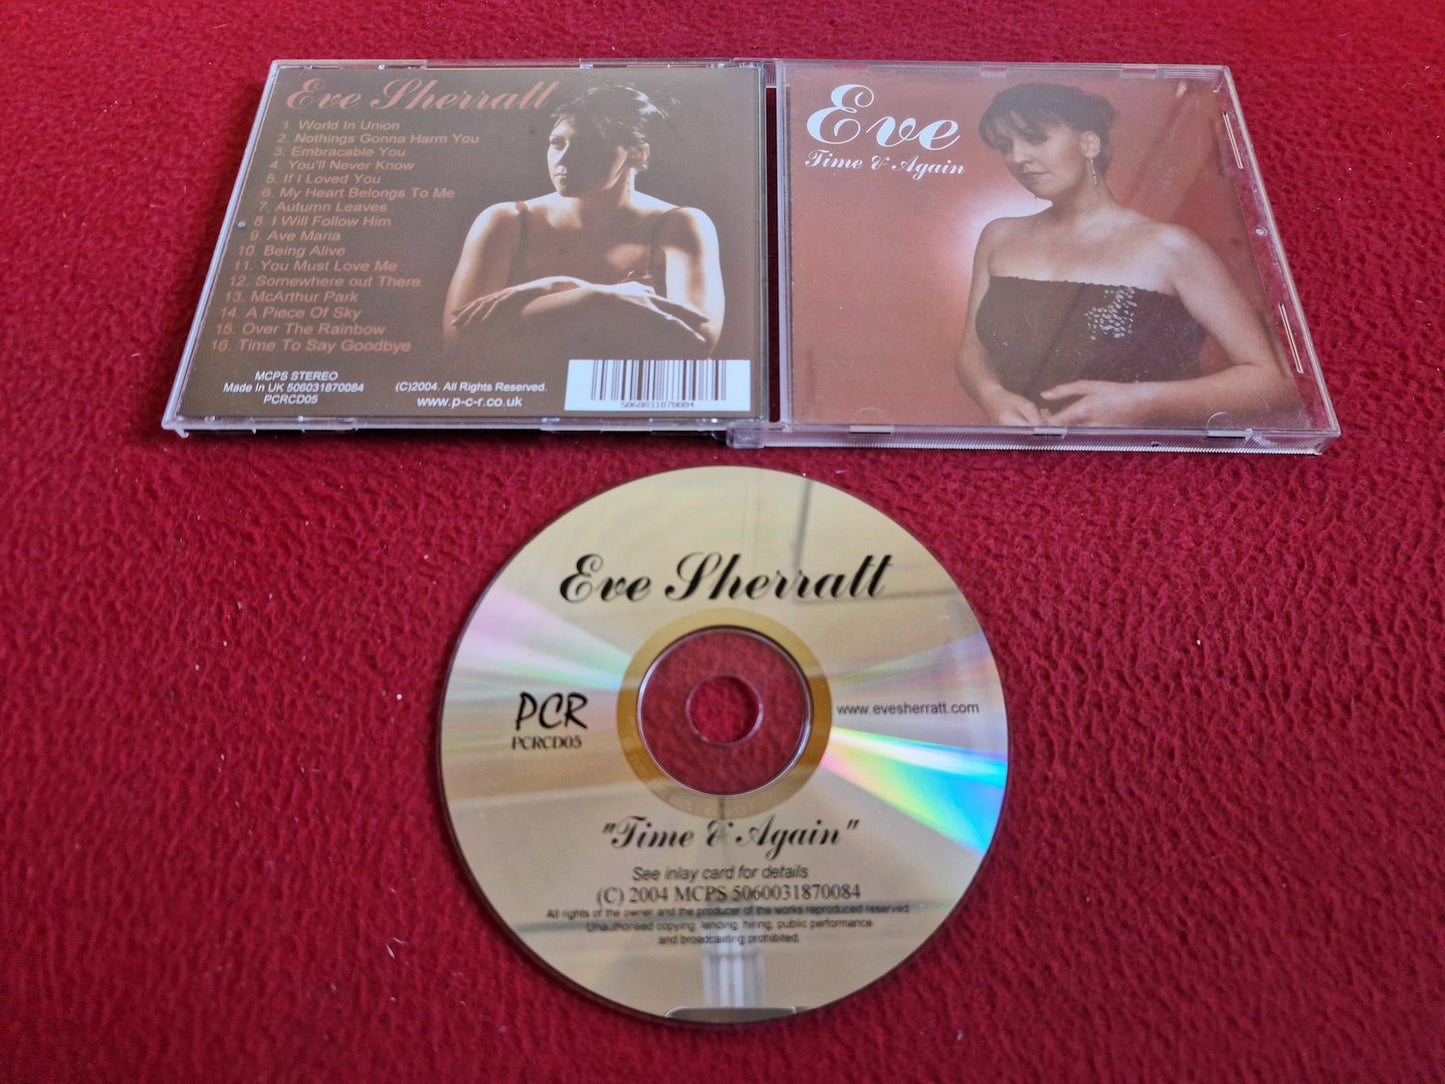 Eve Sherratt
1. World In Union
2. Nothings Gonna Harm You
3. Embracable You
4. You'll Never Know
5. If I Loved You
6. My Heart Belongs To Me
7. Autumn Leaves
8. I Will Follow Him
9. Ave Maria
10. Being Alive
11. You Must Love Me
12. Somewhere out There
13. McArthur Park
14. A Piece Of Sky
15. Over The Rainbow
16. Time To Say Goodbye
MCPS STEREO
Made In UK 506031870084
PCRCD05
(C)2004. All Rights Reserved.
www.p-c-r.co.uk
5060031870084
Eve
Time & Again
Eve Sherratt
PCR
PCRCD05
www.evesherratt.com
"Time & Again"
See inlay card for details
(C) 2004 MCPS 5060031870084
All rights of the owner and the producer of the works reproduced reserved.
Unauthorised copying, lending, hiring, public performance
and broadcasting prohibited.